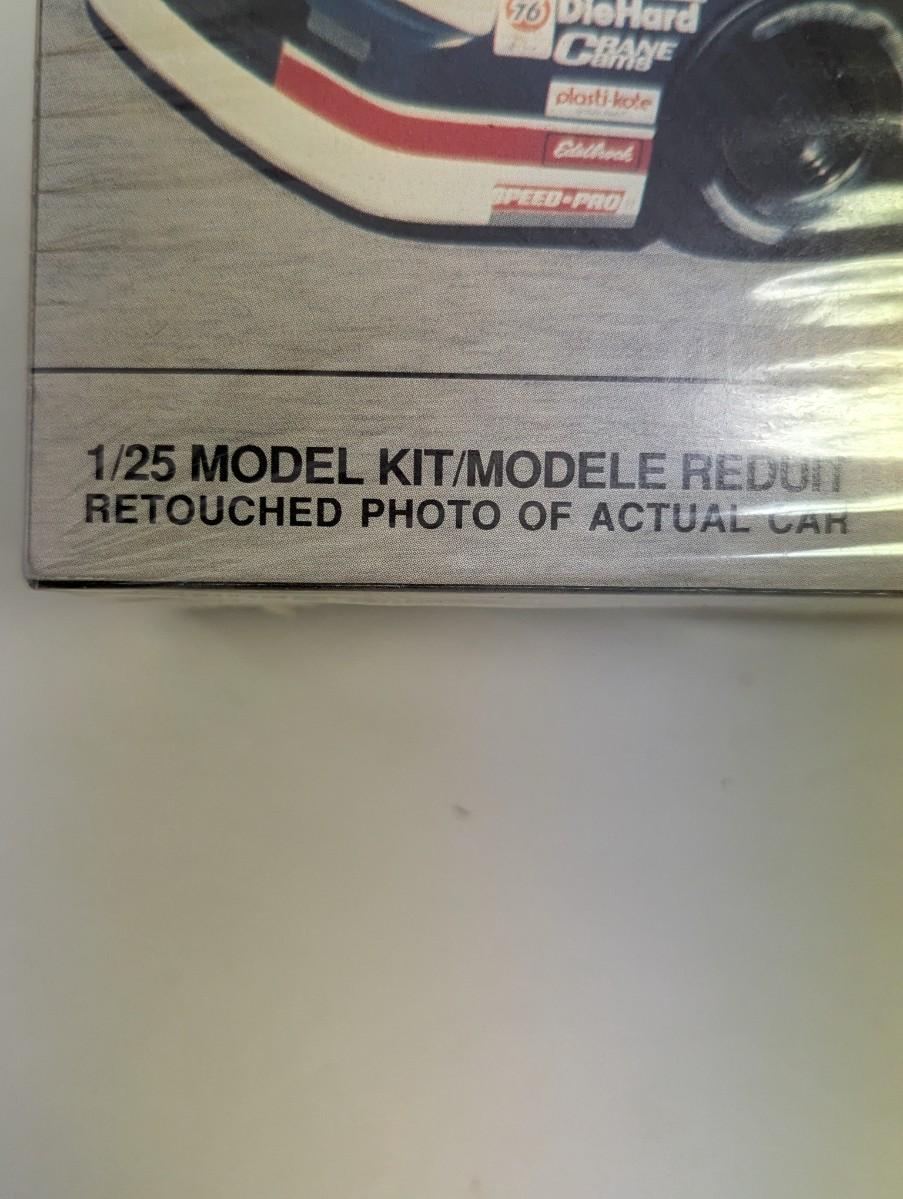 76
DieHard
CRANE
Cams
plasti-kote
Edelbrock
SPEED-PRO
1/25 MODEL KIT/MODELE REDUIT
RETOUCHED PHOTO OF ACTUAL CAR